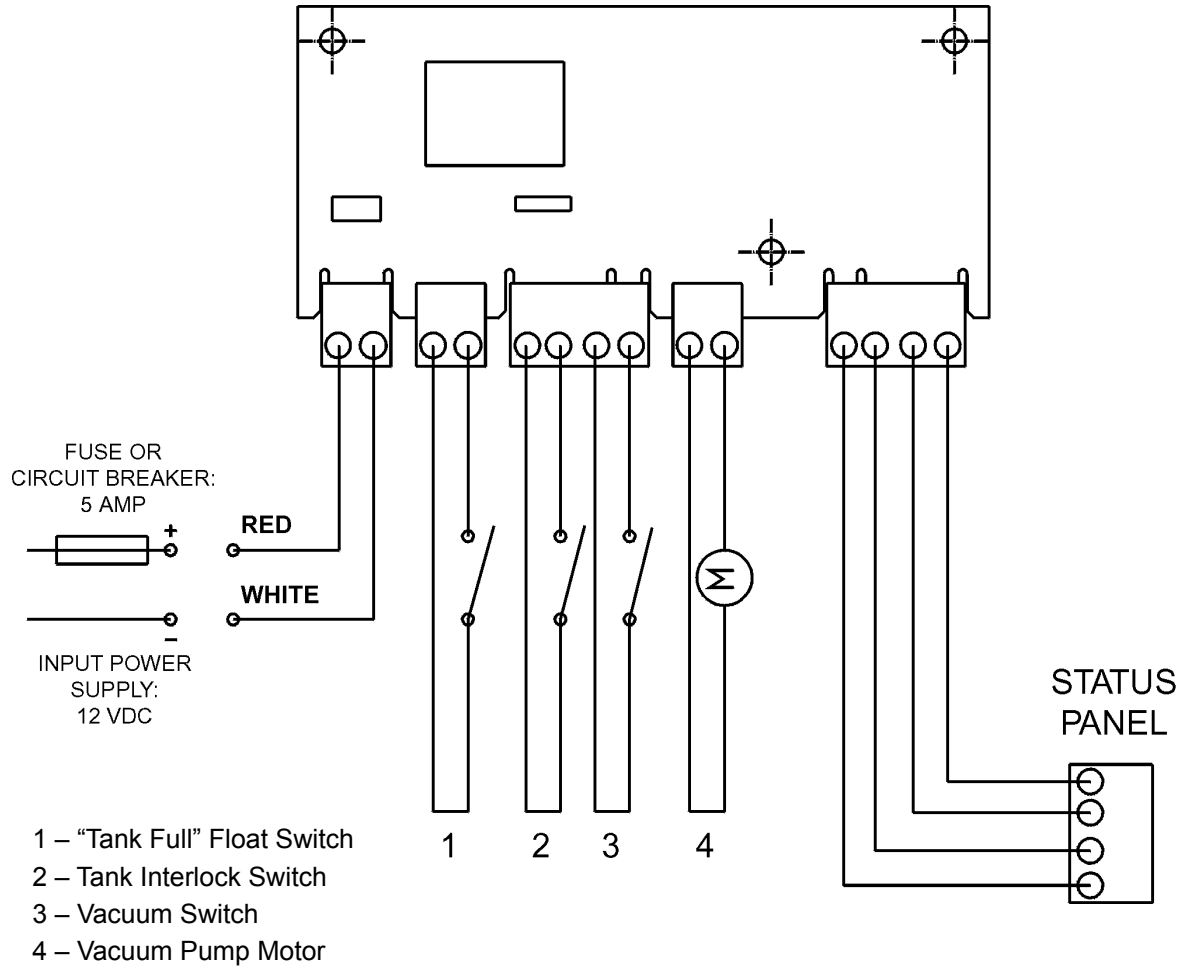 FUSE OR
CIRCUIT BREAKER:
5 AMP
+
RED
WHITE
–
INPUT POWER
SUPPLY:
12 VDC
M
STATUS
PANEL
1
2
3
4
1 – “Tank Full” Float Switch
2 – Tank Interlock Switch
3 – Vacuum Switch
4 – Vacuum Pump Motor